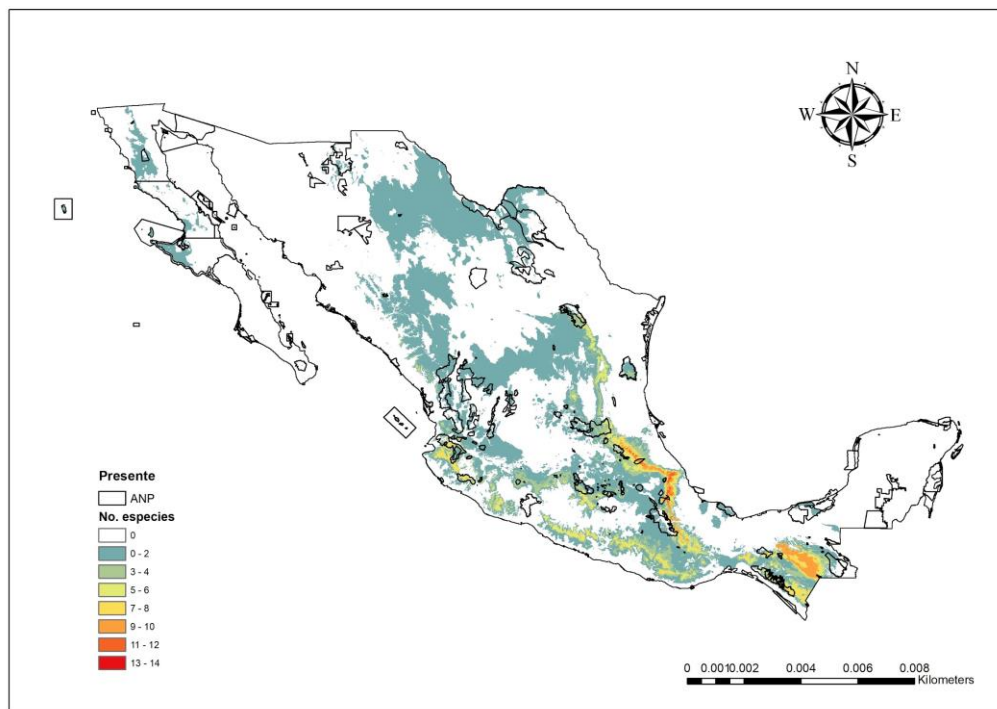 N
W E
S
Presente
ANP
No. especies
0
0 - 2
3 - 4
5 - 6
7 - 8
9 - 10
11 - 12
13 - 14
0 0.0010.002 0.004 0.006 0.008
Kilometers